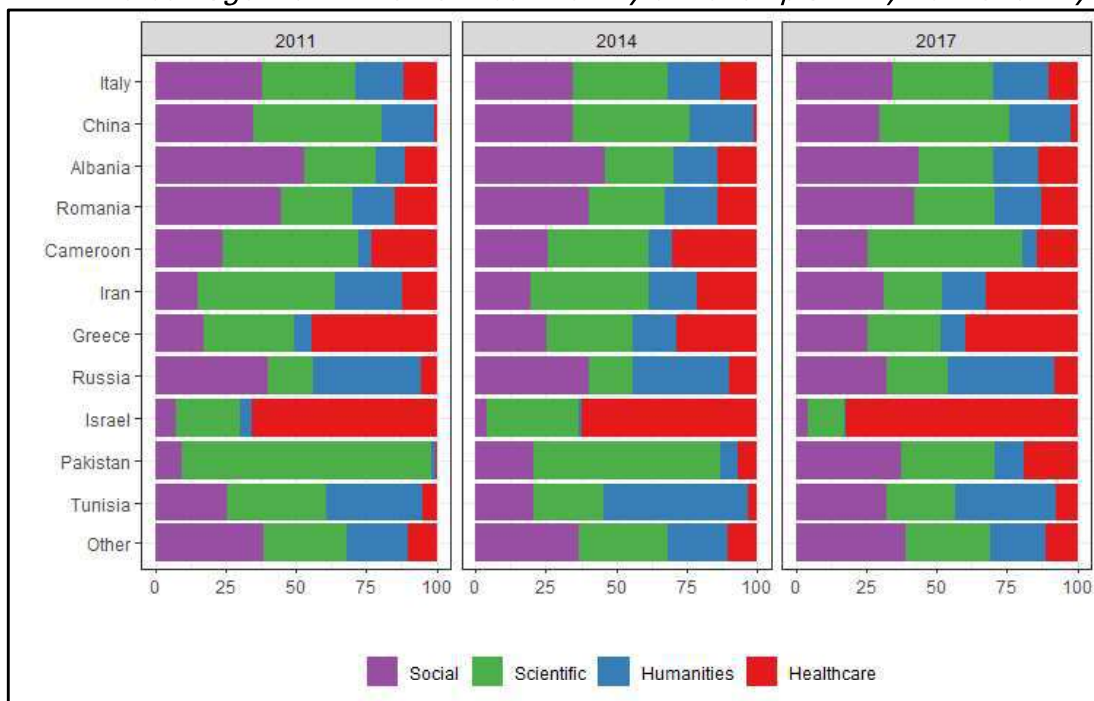 2011 2014 2017
Italy
China
Albania
Romania
Cameroon
Iran
Greece
Russia
Israel
Pakistan
Tunisia
Other
0 25 50 75 100 0 25 50 75 100 0 25 50 75 100
Social Scientific Humanities Healthcare